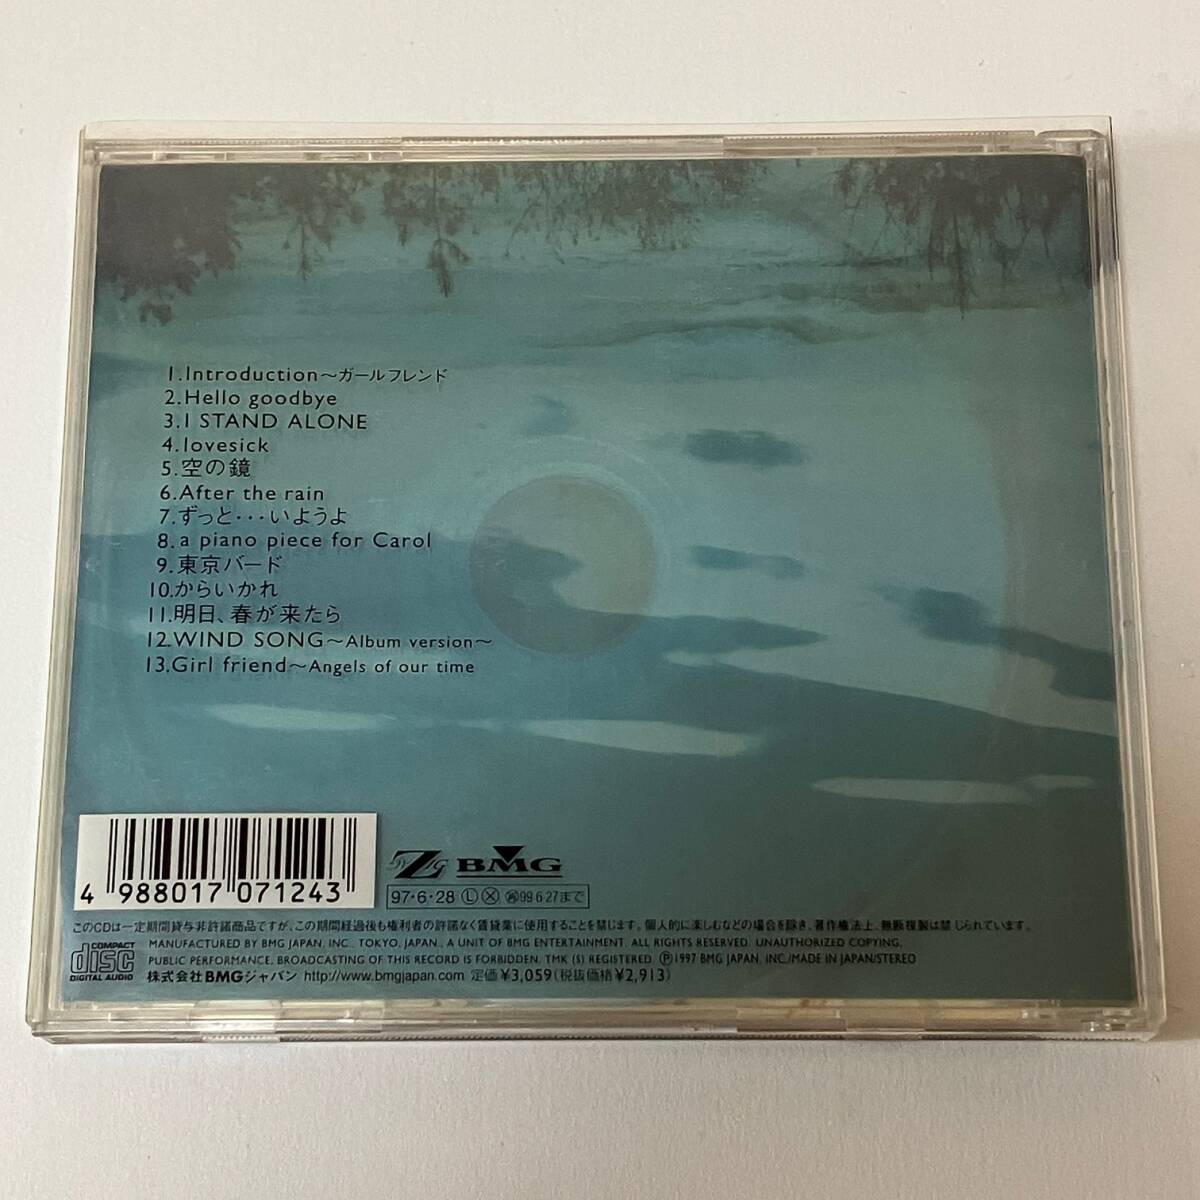 1.Introduction〜ガールフレンド
2.Hello goodbye
3.I STAND ALONE
4.lovesick
5.空の鏡
6.After the rain
7.ずっと・・・いようよ
8.a piano piece for Carol
9.東京バード
10.からいかれ
11.明日、春が来たら
12.WIND SONG〜Album version〜
13.Girl friend〜Angels of our time
4 988017 071243
BMG
97・6・28 Ⓛ Ⓧ 99 6.27まで
このCDは一定期間貸与非許諾商品ですが、この期間経過後も権利者の許諾なく賃貸業に使用することを禁じます。個人的に楽しむなどの場合を除き、著作権法上、無断複製は禁じられています。
COMPACT disc DIGITAL AUDIO
MANUFACTURED BY BMG JAPAN, INC., TOKYO, JAPAN., A UNIT OF BMG ENTERTAINMENT. ALL RIGHTS RESERVED. UNAUTHORIZED COPYING,
PUBLIC PERFORMANCE, BROADCASTING OF THIS RECORD IS FORBIDDEN. TMK (S) REGISTERED. Ⓟ1997 BMG JAPAN, INC./MADE IN JAPAN/STEREO
株式会社BMGジャパン http://www.bmgjapan.com 定価¥3,059(税抜価格¥2,913)